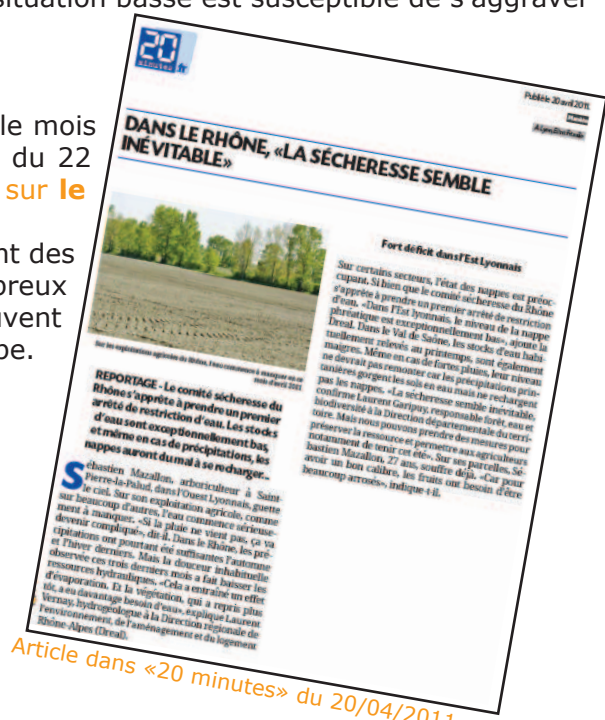 situation basse est susceptible de s'aggraver
le mois
du 22
sur le
nt des
breux
uvent
pe.
20
minutes.fr
Publié le 20 avril 2011.
DANS LE RHÔNE, «LA SÉCHERESSE SEMBLE
INÉVITABLE»
Sur les exploitations agricoles du Rhône, l'eau commence à manquer en ce
mois d'avril 2011
REPORTAGE - Le comité sécheresse du
Rhône s'apprête à prendre un premier
arrêté de restriction d'eau. Les stocks
d'eau sont exceptionnellement bas,
et même en cas de précipitations, les
nappes auront du mal à se recharger...
Sébastien Mazallon, arboriculteur à Saint-
Pierre-la-Palud, dans l'Ouest Lyonnais, guette
le ciel. Sur son exploitation agricole, comme
sur beaucoup d'autres, l'eau commence sérieuse-
ment à manquer. «Si la pluie ne vient pas, ça va
devenir compliqué», dit-il. Dans le Rhône, les pré-
cipitations ont pourtant été suffisantes l'automne
et l'hiver derniers. Mais la douceur inhabituelle
observée ces trois derniers mois a fait baisser les
ressources hydrauliques. «Cela a entraîné un effet
d'évaporation. Et la végétation, qui a repris plus
tôt, a eu davantage besoin d'eau», explique Laurent
Vernay, hydrogéologue à la Direction régionale de
l'environnement, de l'aménagement et du logement
Rhône-Alpes (Dreal).
Fort déficit dans l'Est Lyonnais
Sur certains secteurs, l'état des nappes est préoc-
cupant. Si bien que le comité sécheresse du Rhône
s'apprête à prendre un premier arrêté de restriction
d'eau. «Dans l'Est lyonnais, le niveau de la nappe
phréatique est exceptionnellement bas», ajoute la
Dreal. Dans le Val de Saône, les stocks d'eau habi-
tuellement relevés au printemps, sont également
maigres. Même en cas de fortes pluies, leur niveau
ne devrait pas remonter car les précipitations prin-
tanières gorgent les sols en eau mais ne rechargent
pas les nappes. «La sécheresse semble inévitable,
confirme Laurent Garipuy, responsable forêt, eau et
biodiversité à la Direction départementale du terri-
toire. Mais nous pouvons prendre des mesures pour
préserver la ressource et permettre aux agriculteurs
notamment de tenir cet été». Sur ses parcelles, Sé-
bastien Mazallon, 27 ans, souffre déjà. «Car pour
avoir un bon calibre, les fruits ont besoin d'être
beaucoup arrosés», indique-t-il.
Article dans «20 minutes» du 20/04/2011